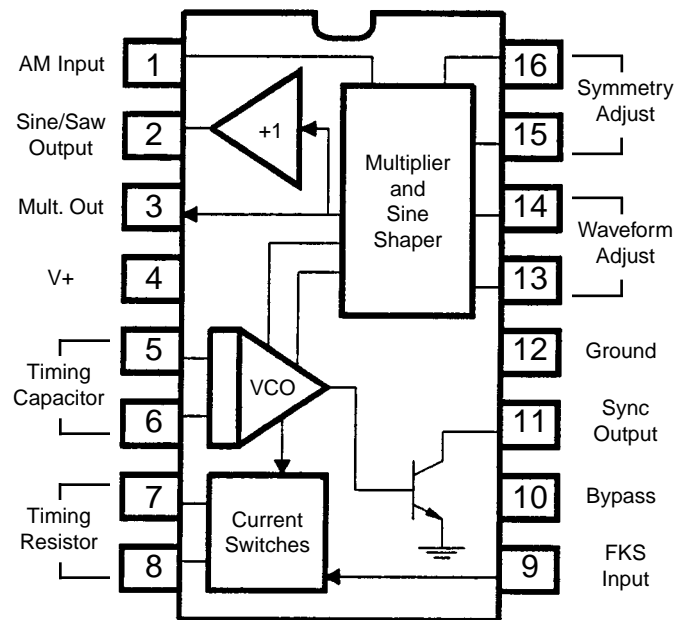 AM Input
1
16
Symmetry
Adjust
Sine/Saw
Output
2
+1
15
Multiplier
and
Sine
Shaper
Mult. Out
3
14
Waveform
Adjust
V+
4
13
5
12
Ground
Timing
Capacitor
VCO
6
11
Sync
Output
7
10
Bypass
Timing
Resistor
Current
Switches
8
9
FKS
Input